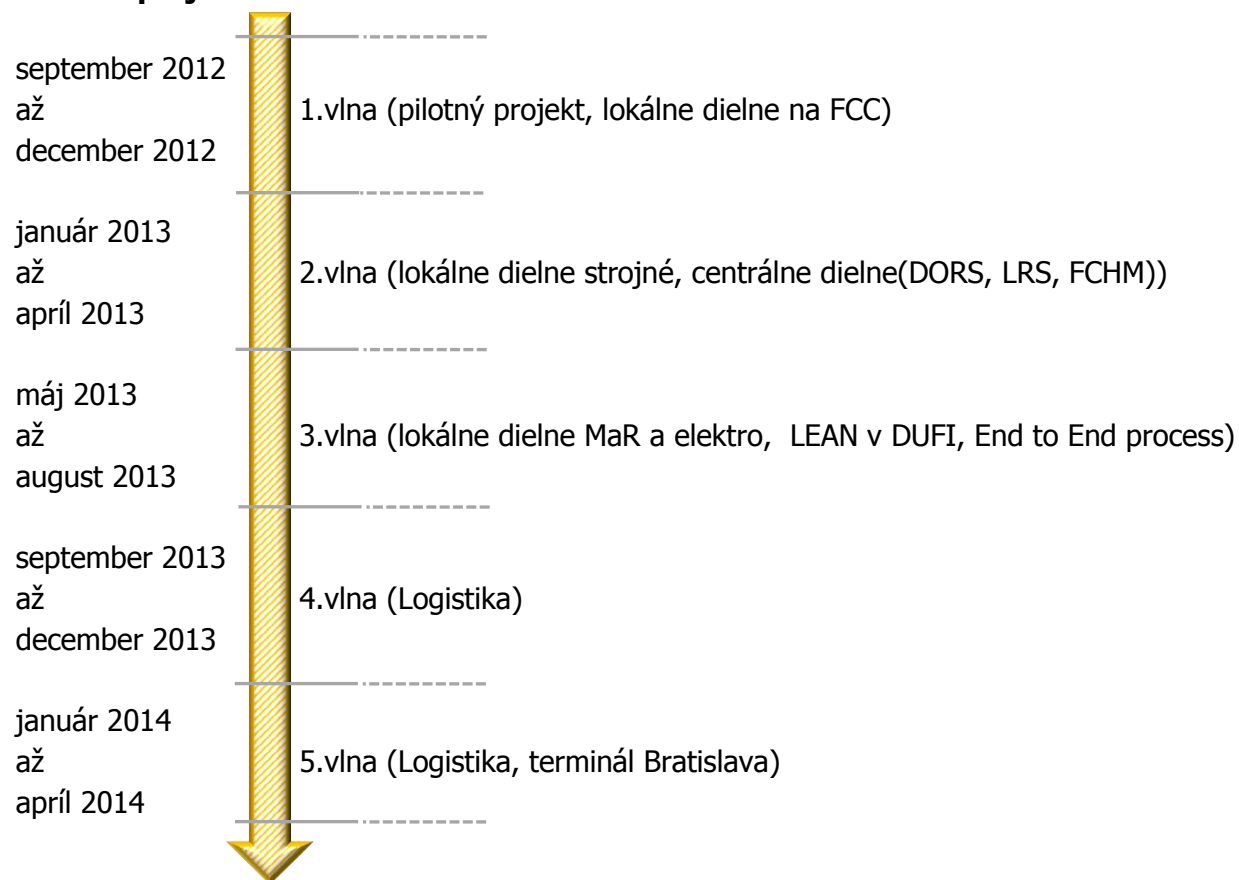 september 2012
až
december 2012
1.vlna (pilotný projekt, lokálne dielne na FCC)
január 2013
až
apríl 2013
2.vlna (lokálne dielne strojné, centrálne dielne(DORS, LRS, FCHM))
máj 2013
až
august 2013
3.vlna (lokálne dielne MaR a elektro, LEAN v DUFI, End to End process)
september 2013
až
december 2013
4.vlna (Logistika)
január 2014
až
apríl 2014
5.vlna (Logistika, terminál Bratislava)